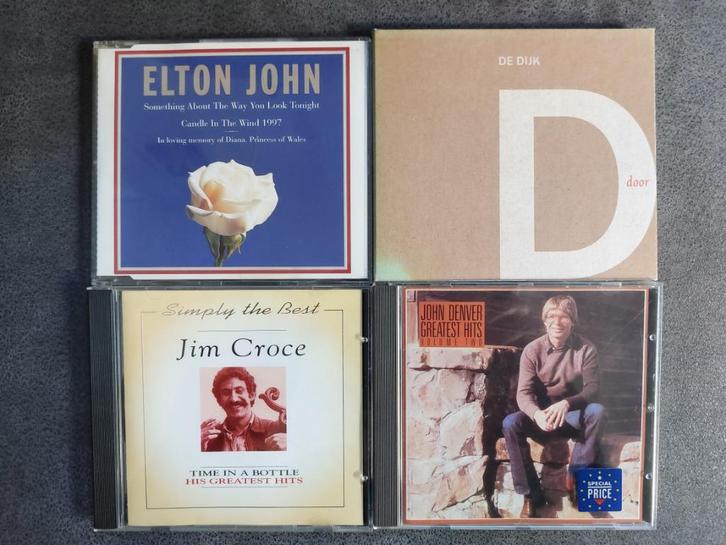 ELTON JOHN
Something About The Way You Look Tonight
Candle In The Wind 1997
In loving memory of Diana, Princess of Wales
DE DIJK
D
door
Simply the Best
Jim Croce
TIME IN A BOTTLE
HIS GREATEST HITS
JOHN DENVER
GREATEST HITS
VOLUME TWO
SPECIAL
PRICE